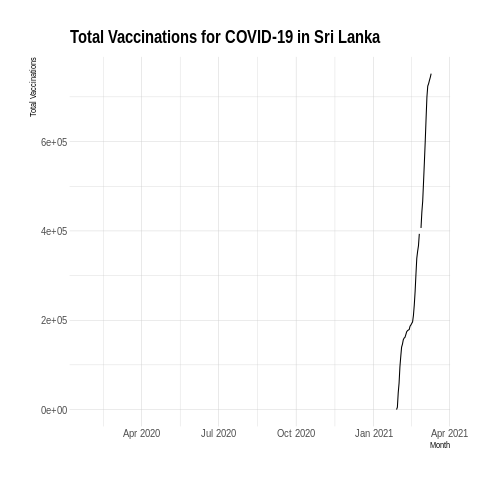 Total Vaccinations for COVID-19 in Sri Lanka
Total Vaccinations
6e+05
4e+05
2e+05
0e+00
Apr 2020 Jul 2020 Oct 2020 Jan 2021 Apr 2021
Month